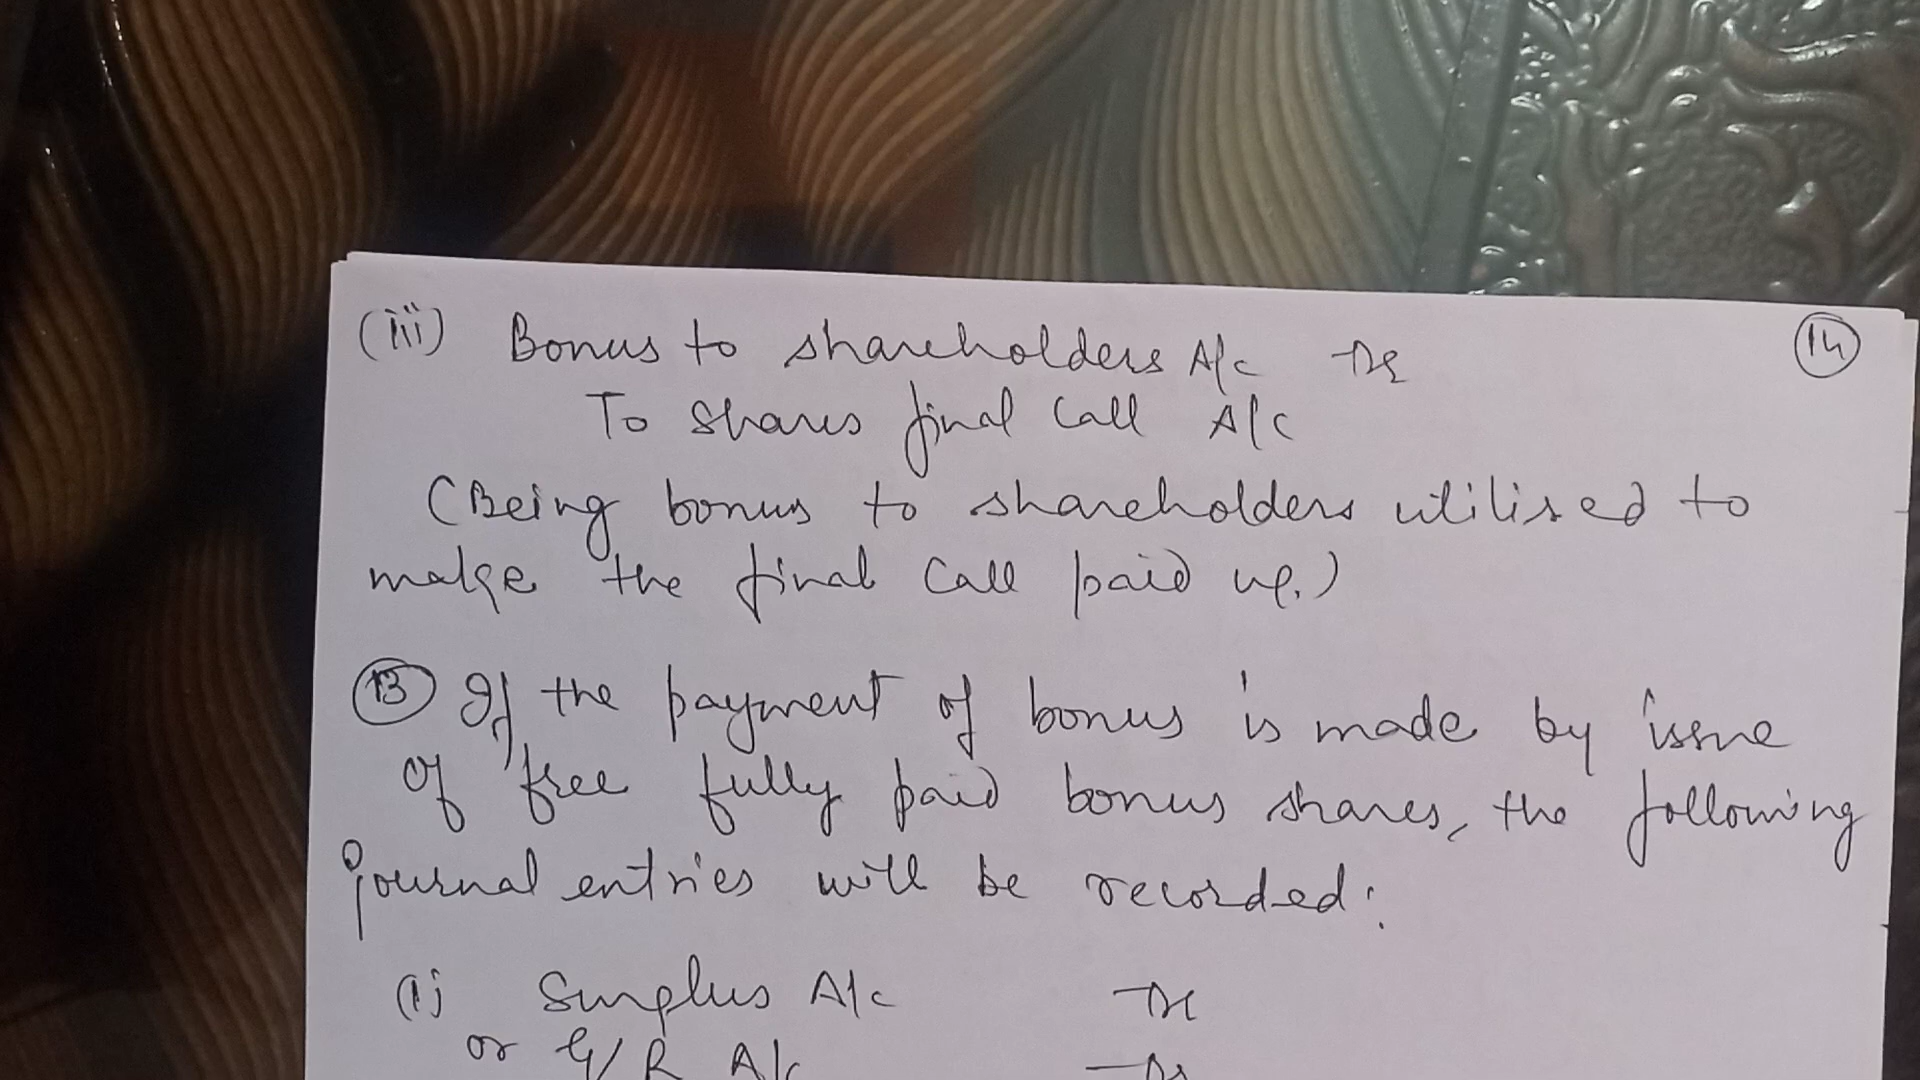 (iii) Bonus to shareholders A/c Dr
(14)
To Shares final Call A/c
(Being bonus to shareholders utilised to
make the final Call paid up.)
(13) If the payment of bonus is made by issue
of free fully paid bonus shares, the following
journal entries will be recorded:
(i) Surplus A/c Dr
or G/R A/c Dr